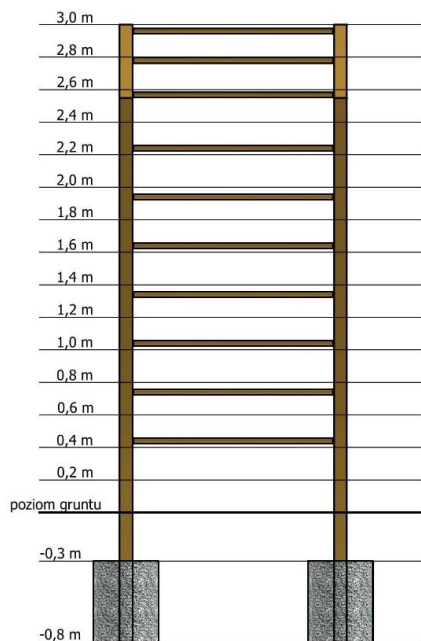 3,0 m
2,8 m
2,6 m
2,4 m
2,2 m
2,0 m
1,8 m
1,6 m
1,4 m
1,2 m
1,0 m
0,8 m
0,6 m
0,4 m
0,2 m
poziom gruntu
-0,3 m
-0,8 m